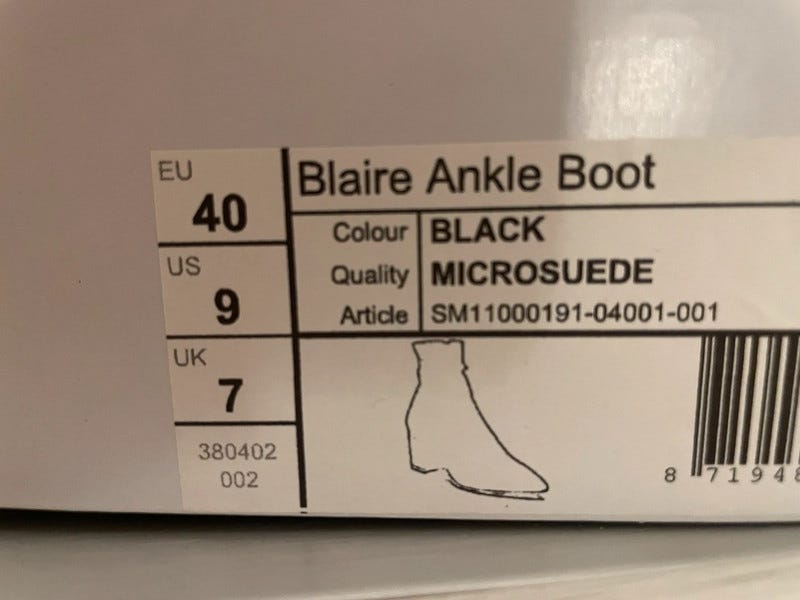 EU
40
US
9
UK
7
380402
002
Blaire Ankle Boot
Colour BLACK
Quality MICROSUEDE
Article SM11000191-04001-001
8 71948